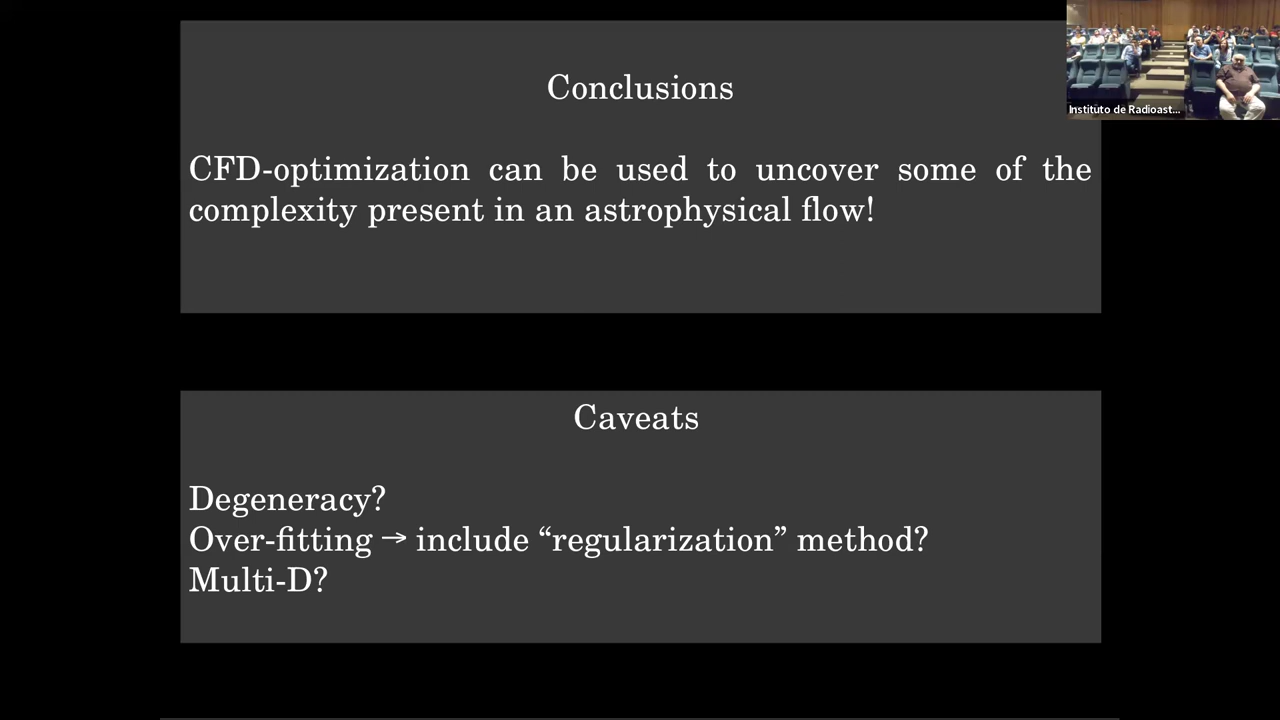 Conclusions
CFD-optimization can be used to uncover some of the
complexity present in an astrophysical flow!
Caveats
Degeneracy?
Over-fitting → include “regularization” method?
Multi-D?
Instituto de Radioast...